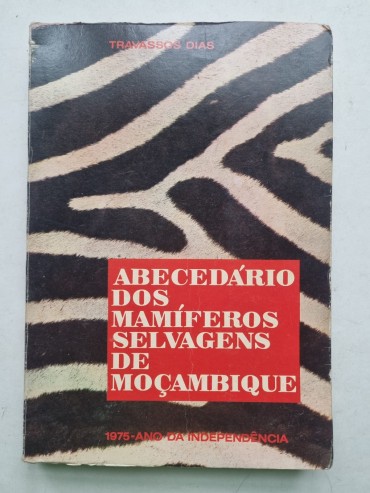 TRAVASSOS DIAS
ABECEDÁRIO
DOS
MAMÍFEROS
SELVAGENS
DE
MOÇAMBIQUE
1975-ANO DA INDEPENDÊNCIA